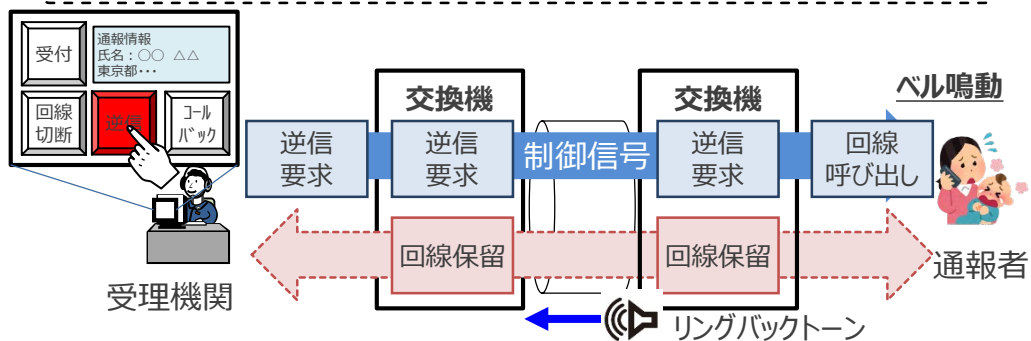 受付
通報情報
氏名：○○ △△
東京都･･･
回線
切断
逆信
ｺｰﾙ
ﾊﾞｯｸ
受理機関
交換機
交換機
ベル鳴動
逆信
要求
逆信
要求
制御信号
逆信
要求
回線
呼び出し
回線保留
回線保留
通報者
リングバックトーン